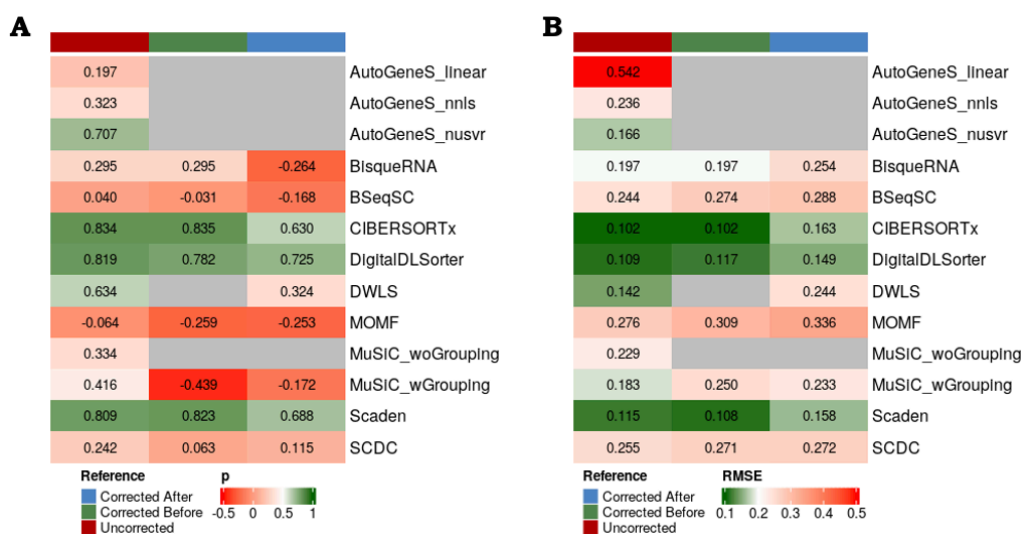 A
0.197 AutoGeneS_linear
0.323 AutoGeneS_nnls
0.707 AutoGeneS_nusvr
0.295 0.295 -0.264 BisqueRNA
0.040 -0.031 -0.168 BSeqSC
0.834 0.835 0.630 CIBERSORTx
0.819 0.782 0.725 DigitalDLSorter
0.634 0.324 DWLS
-0.064 -0.259 -0.253 MOMF
0.334 MuSiC_woGrouping
0.416 -0.439 -0.172 MuSiC_wGrouping
0.809 0.823 0.688 Scaden
0.242 0.063 0.115 SCDC
Reference p
Corrected After
Corrected Before -0.5 0 0.5 1
Uncorrected
B
0.542 AutoGeneS_linear
0.236 AutoGeneS_nnls
0.166 AutoGeneS_nusvr
0.197 0.197 0.254 BisqueRNA
0.244 0.274 0.288 BSeqSC
0.102 0.102 0.163 CIBERSORTx
0.109 0.117 0.149 DigitalDLSorter
0.142 0.244 DWLS
0.276 0.309 0.336 MOMF
0.229 MuSiC_woGrouping
0.183 0.250 0.233 MuSiC_wGrouping
0.115 0.108 0.158 Scaden
0.255 0.271 0.272 SCDC
Reference RMSE
Corrected After
Corrected Before 0.1 0.2 0.3 0.4 0.5
Uncorrected